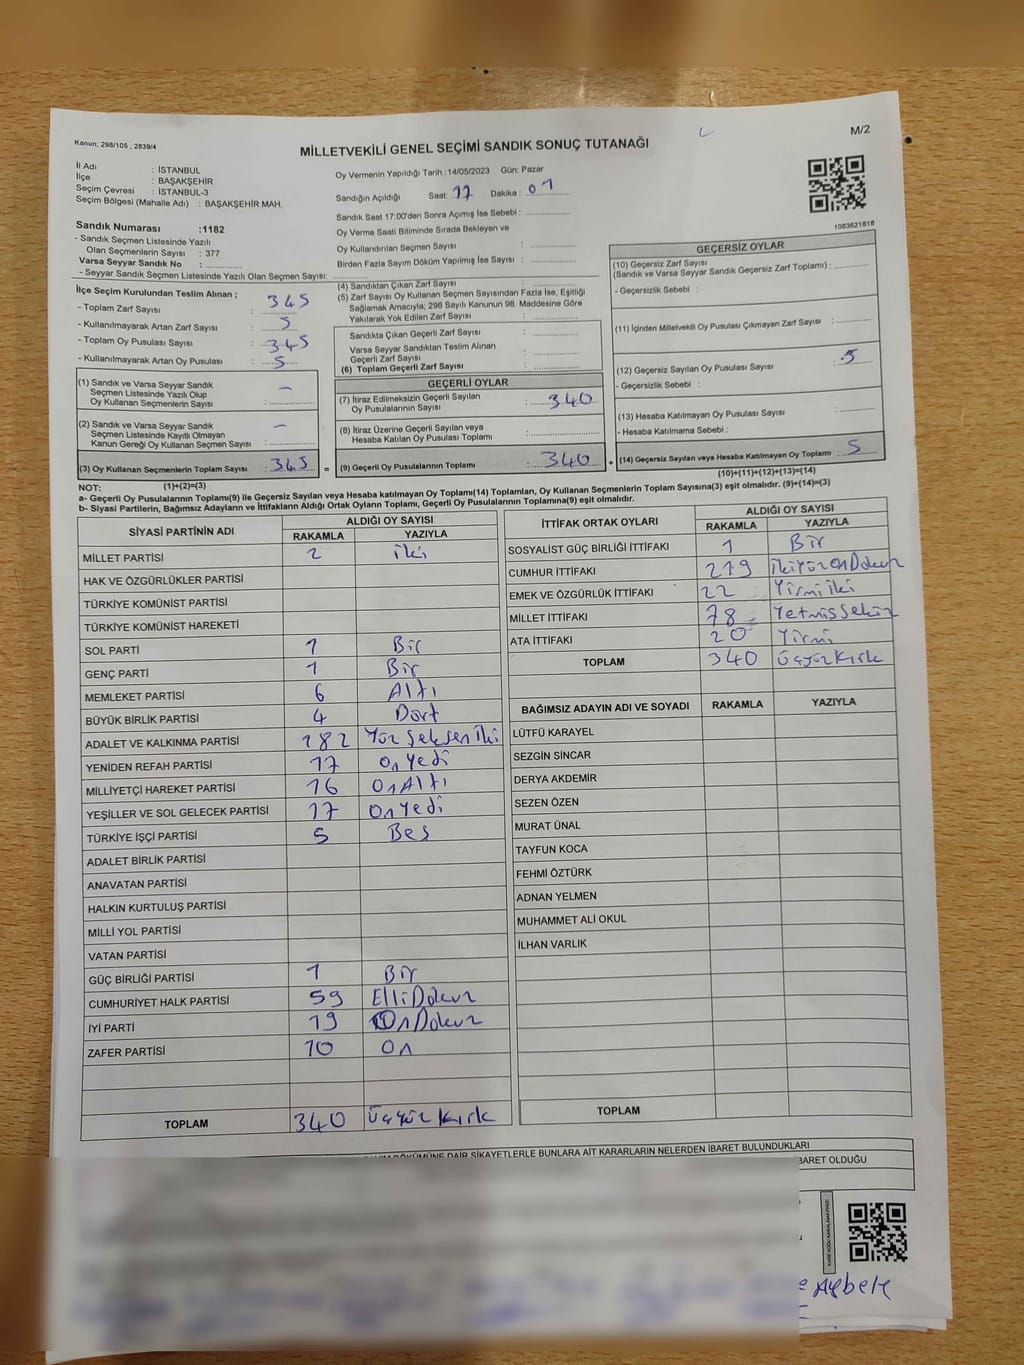 Kanun; 298/105 , 2839/4
M/2
MİLLETVEKİLİ GENEL SEÇİMİ SANDIK SONUÇ TUTANAĞI
İl Adı : İSTANBUL
İlçe : BAŞAKŞEHİR
Seçim Çevresi : İSTANBUL-3
Seçim Bölgesi (Mahalle Adı) : BAŞAKŞEHİR MAH.
Sandık Numarası :1182
- Sandık Seçmen Listesinde Yazılı
Olan Seçmenlerin Sayısı : 377
Varsa Seyyar Sandık No :
- Seyyar Sandık Seçmen Listesinde Yazılı Olan Seçmen Sayısı:
Oy Vermenin Yapıldığı Tarih :14/05/2023 Gün: Pazar
Sandığın Açıldığı Saat: 17 Dakika: 01
Sandık Saat 17:00'den Sonra Açımış İse Sebebi :
Oy Verme Saati Bitiminde Sırada Bekleyen ve
Oy Kullandırılan Seçmen Sayısı :
Birden Fazla Sayım Döküm Yapılmış İse Sayısı :
1083621818
İlçe Seçim Kurulundan Teslim Alınan ;
- Toplam Zarf Sayısı : 345
- Kullanılmayarak Artan Zarf Sayısı : 5
- Toplam Oy Pusulası Sayısı : 345
- Kullanılmayarak Artan Oy Pusulası : 5
(1) Sandık ve Varsa Seyyar Sandık
Seçmen Listesinde Yazılı Olup
Oy Kullanan Seçmenlerin Sayısı : –
(2) Sandık ve Varsa Seyyar Sandık
Seçmen Listesinde Kayıtlı Olmayan
Kanun Gereği Oy Kullanan Seçmen Sayısı : –
(3) Oy Kullanan Seçmenlerin Toplam Sayısı : 345 =
(4) Sandıktan Çıkan Zarf Sayısı :
(5) Zarf Sayısı Oy Kullanan Seçmen Sayısından Fazla İse, Eşitliği
Sağlamak Amacıyla; 298 Sayılı Kanunun 98. Maddesine Göre
Yakılarak Yok Edilen Zarf Sayısı :
Sandıkta Çıkan Geçerli Zarf Sayısı :
Varsa Seyyar Sandıktan Teslim Alınan
Geçerli Zarf Sayısı :
(6) Toplam Geçerli Zarf Sayısı :
GEÇERLİ OYLAR
(7) İtiraz Edilmeksizin Geçerli Sayılan
Oy Pusulalarının Sayısı : 340
(8) İtiraz Üzerine Geçerli Sayılan veya
Hesaba Katılan Oy Pusulası Toplamı :
(9) Geçerli Oy Pusulalarının Toplamı : 340 +
GEÇERSİZ OYLAR
(10) Geçersiz Zarf Sayısı
(Sandık ve Varsa Seyyar Sandık Geçersiz Zarf Toplamı) :
- Geçersizlik Sebebi :
(11) İçinden Milletvekili Oy Pusulası Çıkmayan Zarf Sayısı :
(12) Geçersiz Sayılan Oy Pusulası Sayısı : 5
- Geçersizlik Sebebi :
(13) Hesaba Katılmayan Oy Pusulası Sayısı :
- Hesaba Katılmama Sebebi :
(14) Geçersiz Sayılan veya Hesaba Katılmayan Oy Toplamı : 5
(10)+(11)+(12)+(13)=(14)
NOT: (1)+(2)=(3)
a- Geçerli Oy Pusulalarının Toplamı(9) ile Geçersiz Sayılan veya Hesaba katılmayan Oy Toplamı(14) Toplamları, Oy Kullanan Seçmenlerin Toplam Sayısına(3) eşit olmalıdır. (9)+(14)=(3)
b- Siyasi Partilerin, Bağımsız Adayların ve İttifakların Aldığı Ortak Oyların Toplamı, Geçerli Oy Pusulalarının Toplamına(9) eşit olmalıdır.
SİYASİ PARTİNİN ADI ALDIĞI OY SAYISI
RAKAMLA YAZIYLA
MİLLET PARTİSİ 2 iki
HAK VE ÖZGÜRLÜKLER PARTİSİ
TÜRKİYE KOMÜNİST PARTİSİ
TÜRKİYE KOMÜNİST HAREKETİ
SOL PARTİ 1 Bir
GENÇ PARTİ 1 Bir
MEMLEKET PARTİSİ 6 Altı
BÜYÜK BİRLİK PARTİSİ 4 Dört
ADALET VE KALKINMA PARTİSİ 182 Yüz Seksen İki
YENİDEN REFAH PARTİSİ 17 On Yedi
MİLLİYETÇİ HAREKET PARTİSİ 16 On Altı
YEŞİLLER VE SOL GELECEK PARTİSİ 17 On Yedi
TÜRKİYE İŞÇİ PARTİSİ 5 Beş
ADALET BİRLİK PARTİSİ
ANAVATAN PARTİSİ
HALKIN KURTULUŞ PARTİSİ
MİLLİ YOL PARTİSİ
VATAN PARTİSİ
GÜÇ BİRLİĞİ PARTİSİ 1 Bir
CUMHURİYET HALK PARTİSİ 59 Elli Dokuz
İYİ PARTİ 19 On Dokuz
ZAFER PARTİSİ 10 On
TOPLAM 340 üçyüz kırk
İTTİFAK ORTAK OYLARI ALDIĞI OY SAYISI
RAKAMLA YAZIYLA
SOSYALİST GÜÇ BİRLİĞİ İTTİFAKI 1 Bir
CUMHUR İTTİFAKI 219 ikiYüz On Dokuz
EMEK VE ÖZGÜRLÜK İTTİFAKI 22 Yirmi iki
MİLLET İTTİFAKI 78 Yetmiş Sekiz
ATA İTTİFAKI 20 Yirmi
TOPLAM 340 üçyüz Kırk
BAĞIMSIZ ADAYIN ADI VE SOYADI RAKAMLA YAZIYLA
LÜTFÜ KARAYEL
SEZGİN SİNCAR
DERYA AKDEMİR
SEZEN ÖZEN
MURAT ÜNAL
TAYFUN KOCA
FEHMİ ÖZTÜRK
ADNAN YELMEN
MUHAMMET ALİ OKUL
İLHAN VARLIK
TOPLAM
DÖKÜMÜNE DAİR ŞİKAYETLERLE BUNLARA AİT KARARLARIN NELERDEN İBARET BULUNDUKLARI
BARET OLDUĞU
Aybek